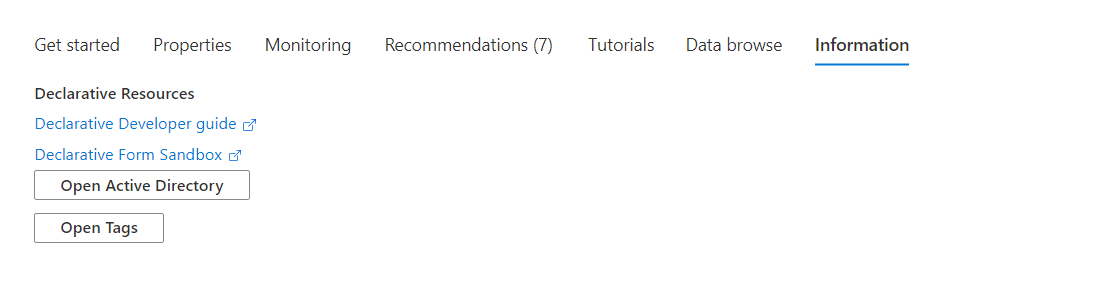 Get started Properties Monitoring Recommendations (7) Tutorials Data browse Information
Declarative Resources
Declarative Developer guide
Declarative Form Sandbox
Open Active Directory
Open Tags